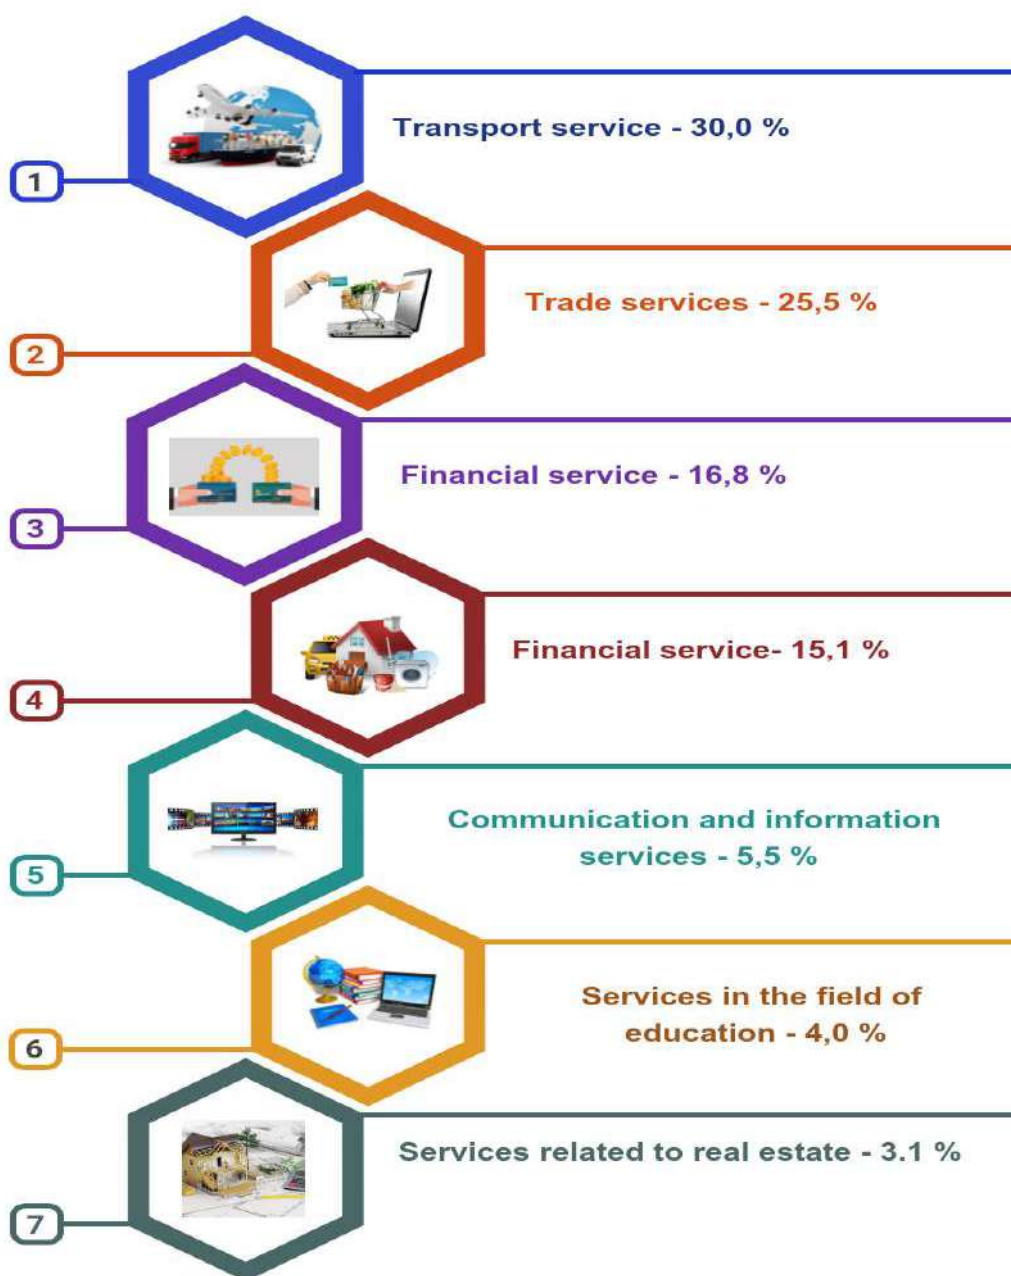 Transport service - 30,0 %
1
Trade services - 25,5 %
2
Financial service - 16,8 %
3
Financial service- 15,1 %
4
Communication and information
services - 5,5 %
5
Services in the field of
education - 4,0 %
6
Services related to real estate - 3.1 %
7